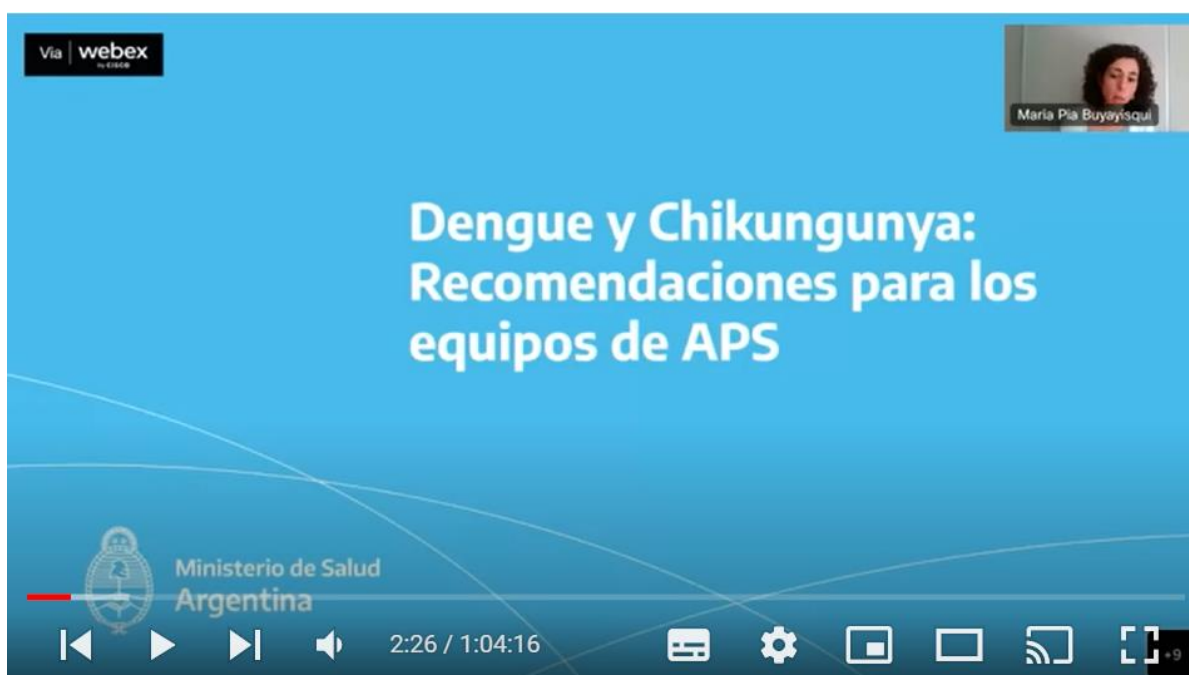 Via webex
by CISCO
Maria Pia Buyayisqui
Dengue y Chikungunya:
Recomendaciones para los
equipos de APS
Ministerio de Salud
Argentina
2:26 / 1:04:16
+9